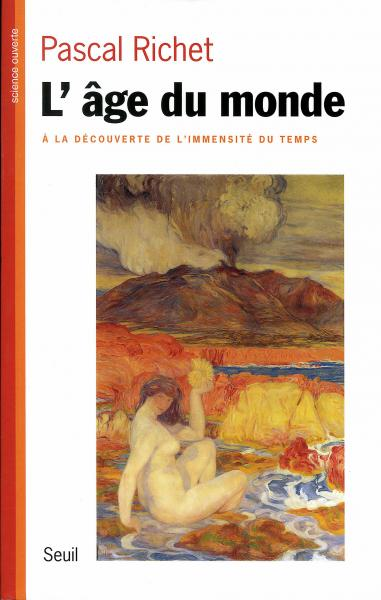 science ouverte
Pascal Richet
L' âge du monde
À LA DÉCOUVERTE DE L'IMMENSITÉ DU TEMPS
Seuil